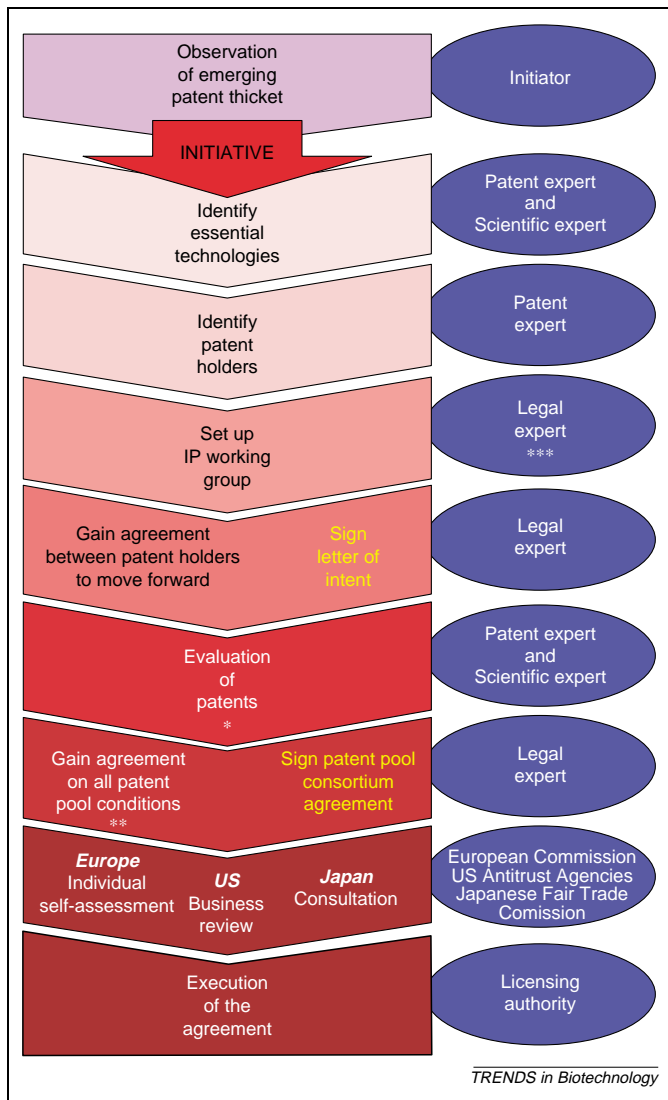 Observation
of emerging
patent thicket
Initiator
INITIATIVE
Identify
essential
technologies
Patent expert
and
Scientific expert
Identify
patent
holders
Patent
expert
Set up
IP working
group
Legal
expert
***
Gain agreement
between patent holders
to move forward
Sign
letter of
intent
Legal
expert
Evaluation
of
patents
*
Patent expert
and
Scientific expert
Gain agreement
on all patent
pool conditions
**
Sign patent pool
consortium
agreement
Legal
expert
Europe
Individual
self-assessment
US
Business
review
Japan
Consultation
European Commission
US Antitrust Agencies
Japanese Fair Trade
Comission
Execution
of the
agreement
Licensing
authority
TRENDS in Biotechnology